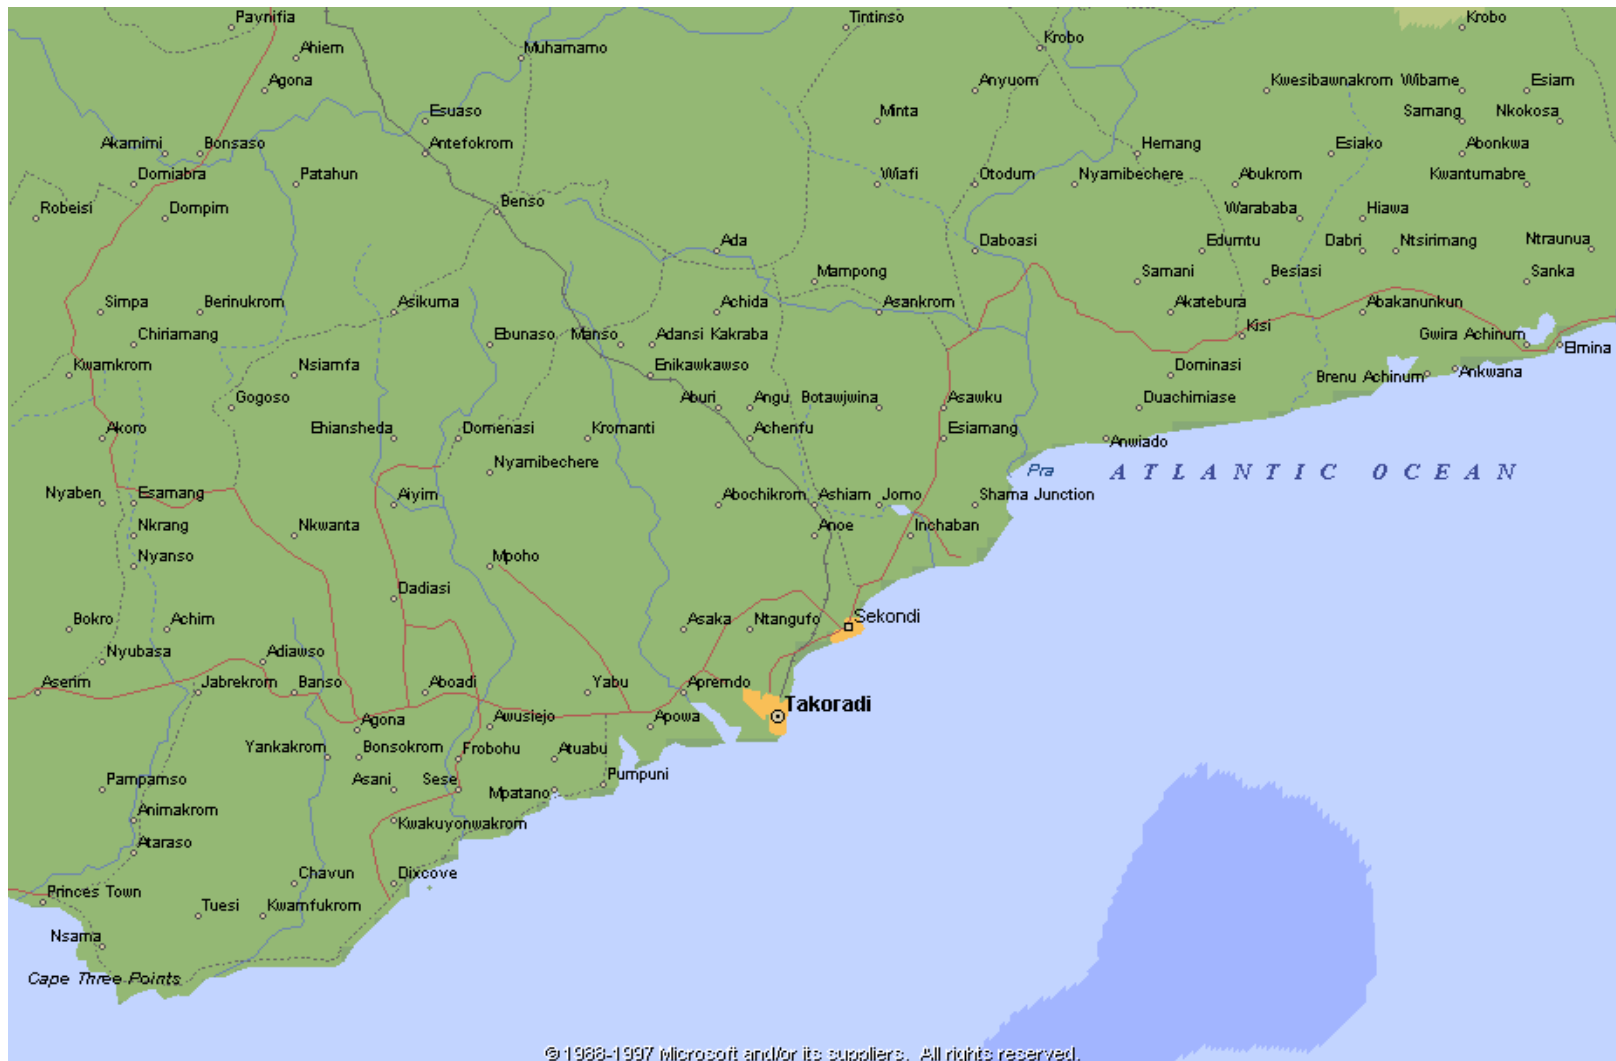 Paynifia
Tintinso
Krobo
Ahiem
Muhamamo
Krobo
Agona
Anyuom
Kwesibawnakrom
Wibame
Esiam
Esuaso
Minta
Samang
Nkokosa
Akamimi
Bonsaso
Antefokrom
Hemang
Esiako
Abonkwa
Domiabra
Patahun
Wiafi
Otodum
Nyamibechere
Abukrom
Kwantumabre
Robeisi
Dompim
Benso
Warababa
Hiawa
Ada
Daboasi
Edumtu
Dabri
Ntsirimang
Ntraunua
Mampong
Samani
Besiasi
Sanka
Simpa
Berinukrom
Asikuma
Achida
Asankrom
Akatebura
Abakanunkun
Chiriamang
Ebunaso
Manso
Adansi Kakraba
Kisi
Gwira Achinum
Elmina
Kwamkrom
Nsiamfa
Enikawkawso
Dominasi
Brenu Achinum
Ankwana
Gogoso
Aburi
Angu
Botawjwina
Asawku
Duachimiase
Akoro
Ehiansheda
Domenasi
Kromanti
Achenfu
Esiamang
Anwiado
Nyamibechere
Pra
ATLANTIC OCEAN
Nyaben
Esamang
Aiyim
Abochikrom
Ashiam
Jomo
Shama Junction
Nkrang
Nkwanta
Anoe
Inchaban
Nyanso
Mpoho
Dadiasi
Bokro
Achim
Asaka
Ntangufo
Sekondi
Nyubasa
Adiawso
Aserim
Jabrekrom
Banso
Aboadi
Yabu
Apremdo
Takoradi
Agona
Awusiejo
Apowa
Yankakrom
Bonsokrom
Frobohu
Atuabu
Pampamso
Asani
Sese
Mpatano
Pumpuni
Animakrom
Kwakuyonwakrom
Ataraso
Chavun
Dixcove
Princes Town
Tuesi
Kwamfukrom
Nsama
Cape Three Points
© 1988-1997 Microsoft and/or its suppliers. All rights reserved.